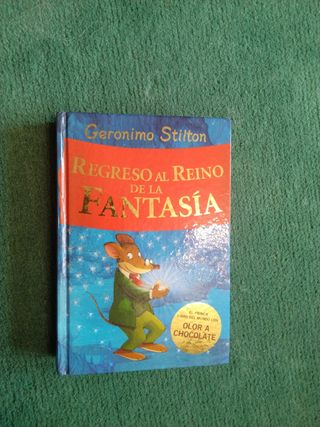 Geronimo Stilton
REGRESO AL REINO
DE LA
FANTASÍA
EL PRIMER
LIBRO DEL MUNDO CON
OLOR A
CHOCOLATE